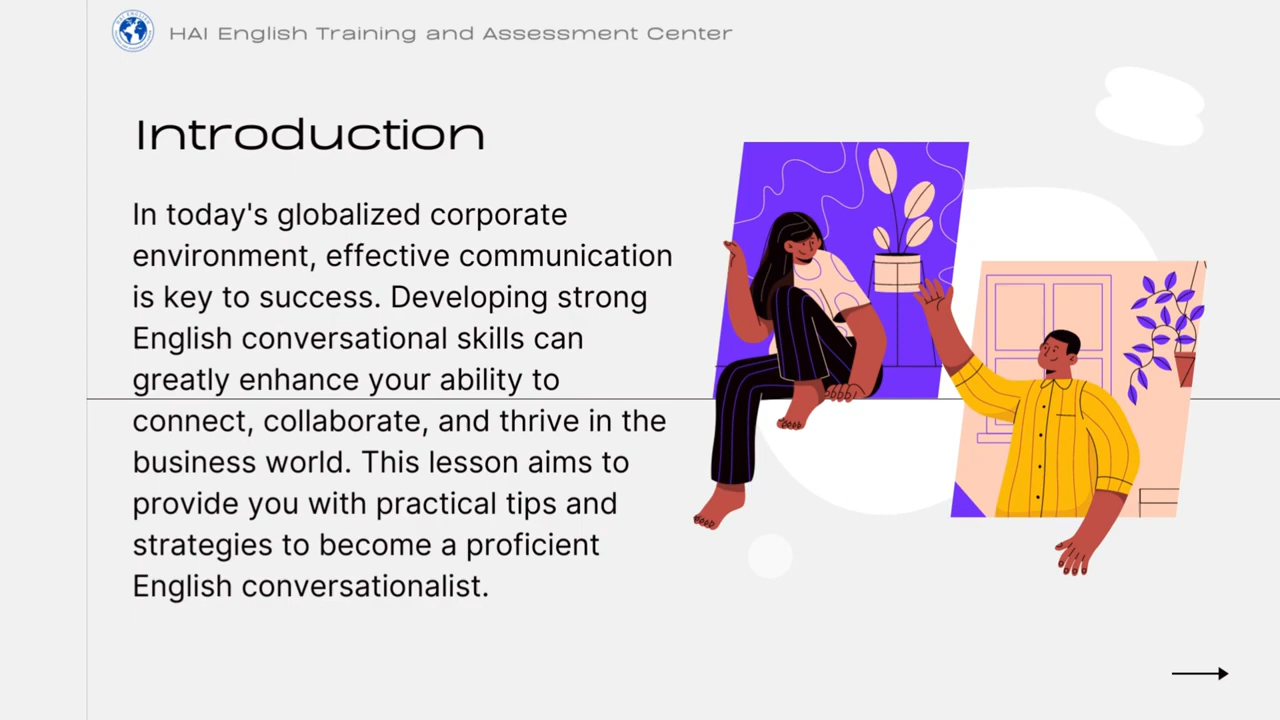 HAI English Training and Assessment Center
Introduction
In today's globalized corporate
environment, effective communication
is key to success. Developing strong
English conversational skills can
greatly enhance your ability to
connect, collaborate, and thrive in the
business world. This lesson aims to
provide you with practical tips and
strategies to become a proficient
English conversationalist.